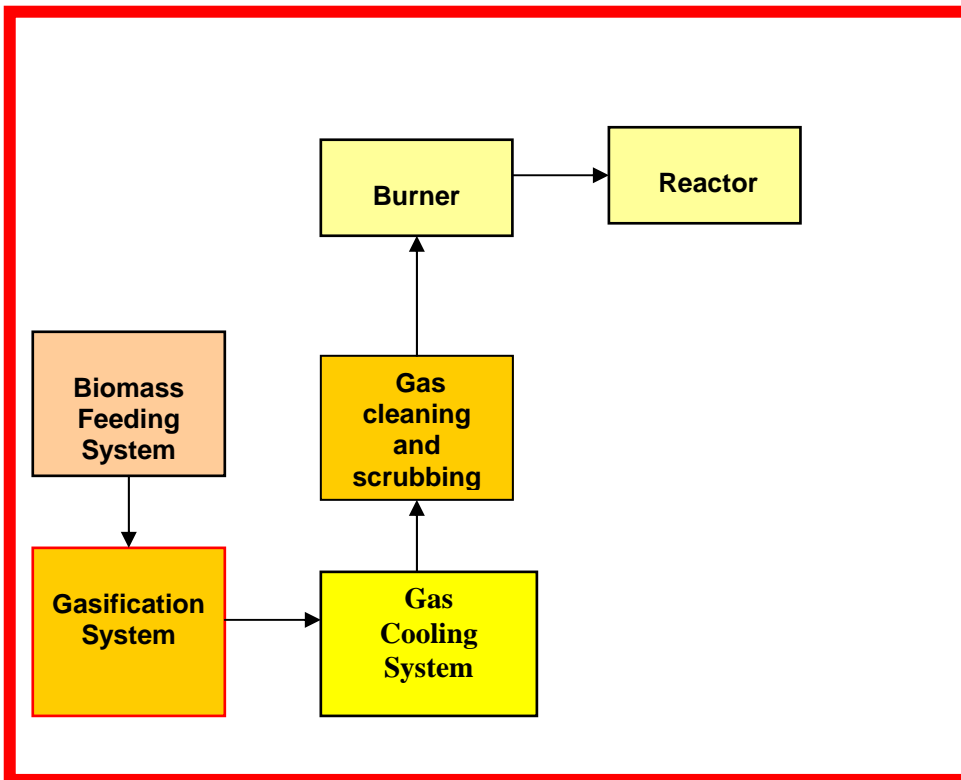 Burner
Reactor
Biomass
Feeding
System
Gas
cleaning
and
scrubbing
Gasification
System
Gas
Cooling
System